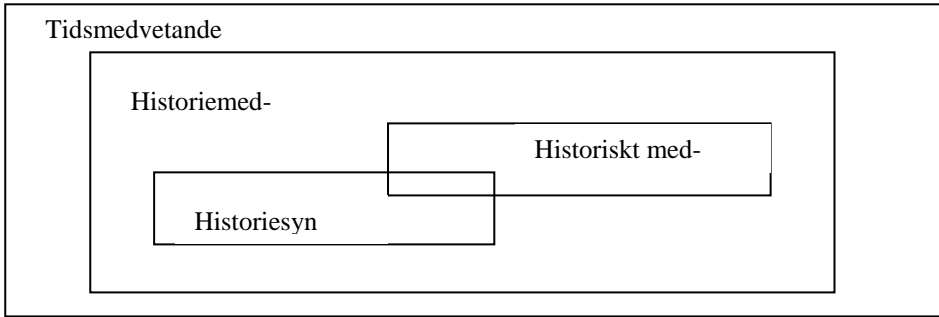 Tidsmedvetande
Historiemed-
Historiskt med-
Historiesyn